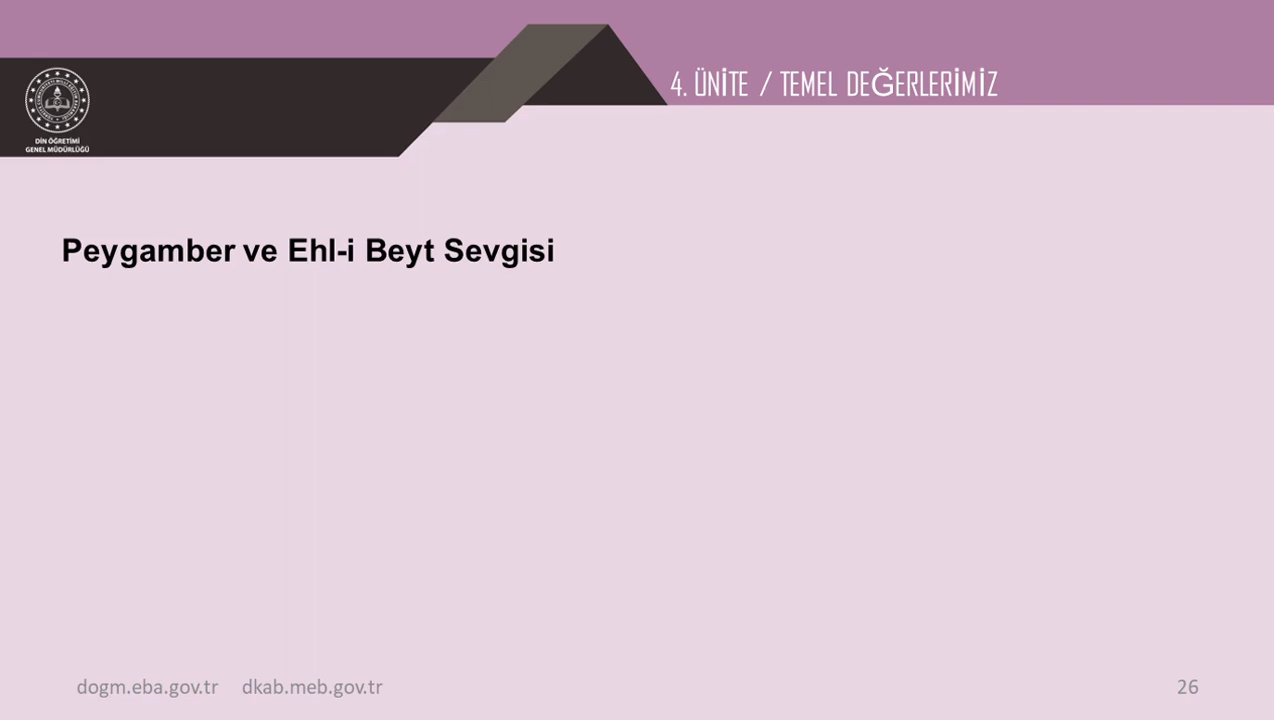 4. ÜNİTE / TEMEL DEĞERLERİMİZ
DİN ÖĞRETİMİ
GENEL MÜDÜRLÜĞÜ
Peygamber ve Ehl-i Beyt Sevgisi
dogm.eba.gov.tr dkab.meb.gov.tr
26